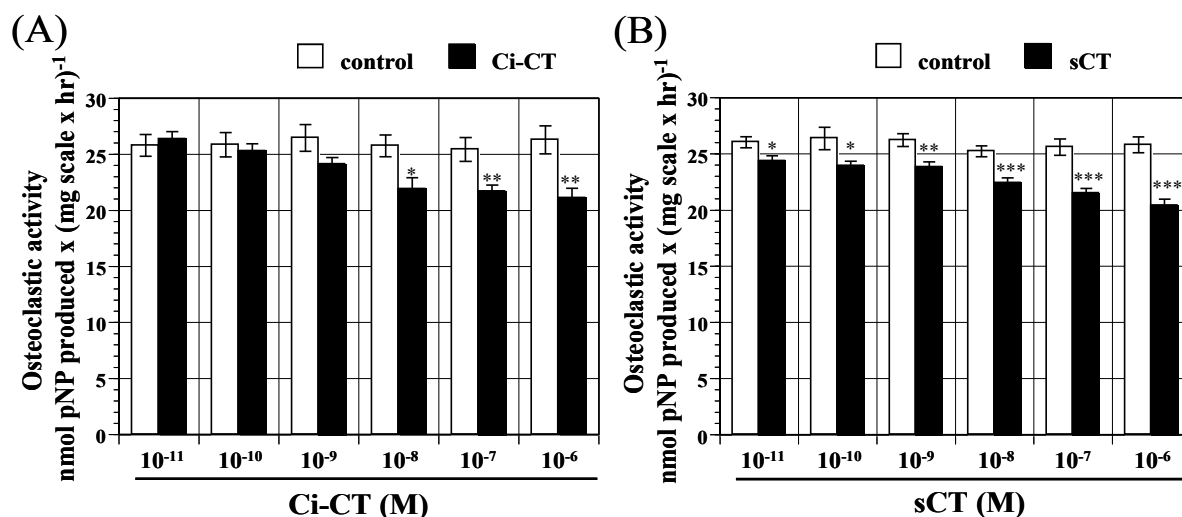 (A)
control Ci-CT
Osteoclastic activity
nmol pNP produced x (mg scale x hr)-1
30
25
20
15
10
5
0
* ** **
10-11 10-10 10-9 10-8 10-7 10-6
Ci-CT (M)
(B)
control sCT
Osteoclastic activity
nmol pNP produced x (mg scale x hr)-1
30
25
20
15
10
5
0
* * ** *** *** ***
10-11 10-10 10-9 10-8 10-7 10-6
sCT (M)